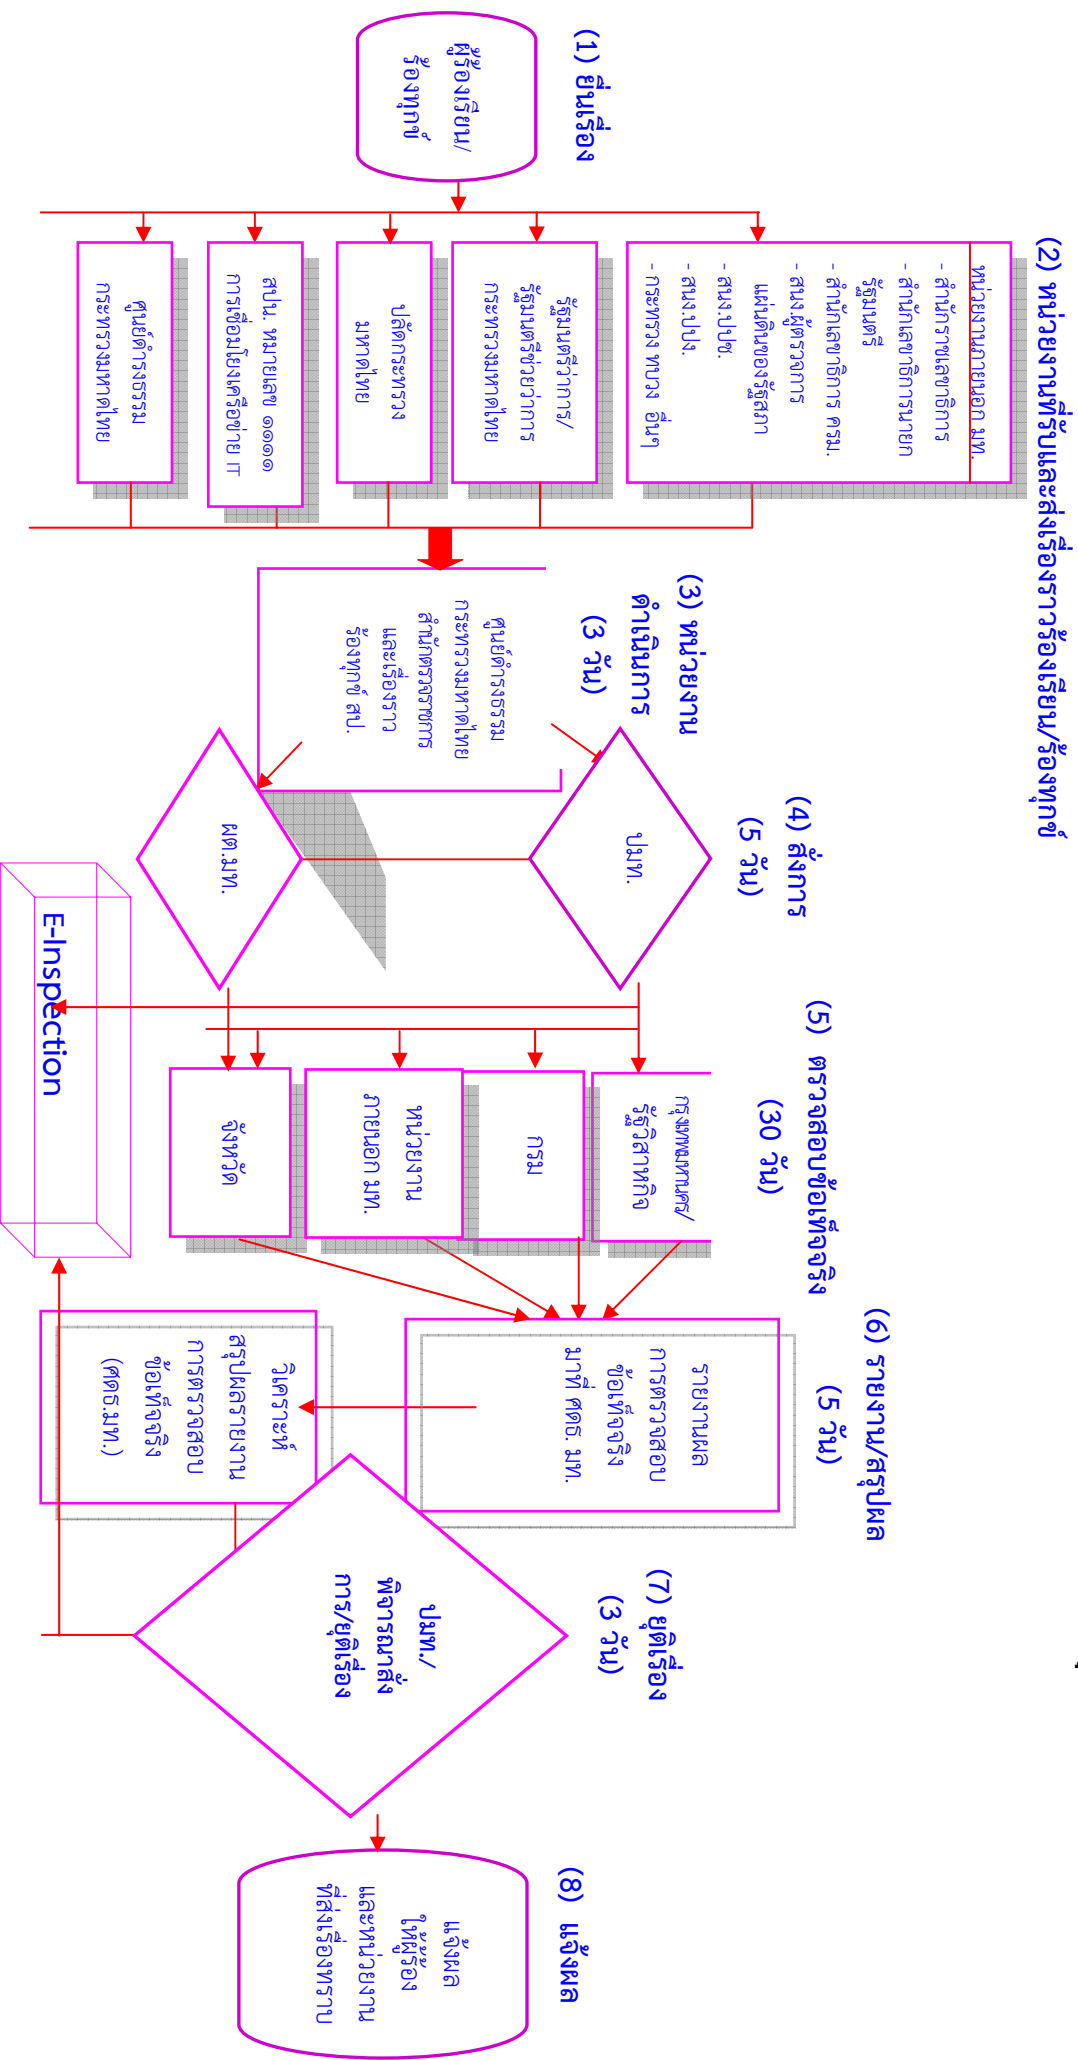 (1) ยื่นเรื่อง
ผู้ร้องเรียน/
ร้องทุกข์
(2) หน่วยงานที่รับและส่งเรื่องราวร้องเรียน/ร้องทุกข์
หน่วยงานภายนอก มท.
- สำนักราชเลขาธิการ
- สำนักเลขาธิการนายก
รัฐมนตรี
- สำนักเลขาธิการ ครม.
- สนง.ผู้ตรวจการ
แผ่นดินของรัฐสภา
- สนง.ปปช.
- สนง.ปปง.
- กระทรวง ทบวง อื่นๆ
รัฐมนตรีว่าการ/
รัฐมนตรีช่วยว่าการ
กระทรวงมหาดไทย
ปลัดกระทรวง
มหาดไทย
สปน. หมายเลข ๑๑๑๑
การเชื่อมโยงเครือข่าย IT
ศูนย์ดำรงธรรม
กระทรวงมหาดไทย
(3) หน่วยงาน
ดำเนินการ
(3 วัน)
ศูนย์ดำรงธรรม
กระทรวงมหาดไทย
สำนักตรวจราชการ
และเรื่องราว
ร้องทุกข์ สป.
(4) สั่งการ
(5 วัน)
ปมท.
ผต.มท.
E-Inspection
(5) ตรวจสอบข้อเท็จจริง
(30 วัน)
กรุงเทพมหานคร/
รัฐวิสาหกิจ
กรม
หน่วยงาน
ภายนอก มท.
จังหวัด
(6) รายงาน/สรุปผล
(5 วัน)
รายงานผล
การตรวจสอบ
ข้อเท็จจริง
มาที่ ศดธ. มท.
วิเคราะห์
สรุปผลรายงาน
การตรวจสอบ
ข้อเท็จจริง
(ศดธ.มท.)
(7) ยุติเรื่อง
(3 วัน)
ปมท./
พิจารณาสั่ง
การ/ยุติเรื่อง
(8) แจ้งผล
แจ้งผล
ให้ผู้ร้อง
และหน่วยงาน
ที่ส่งเรื่องทราบ